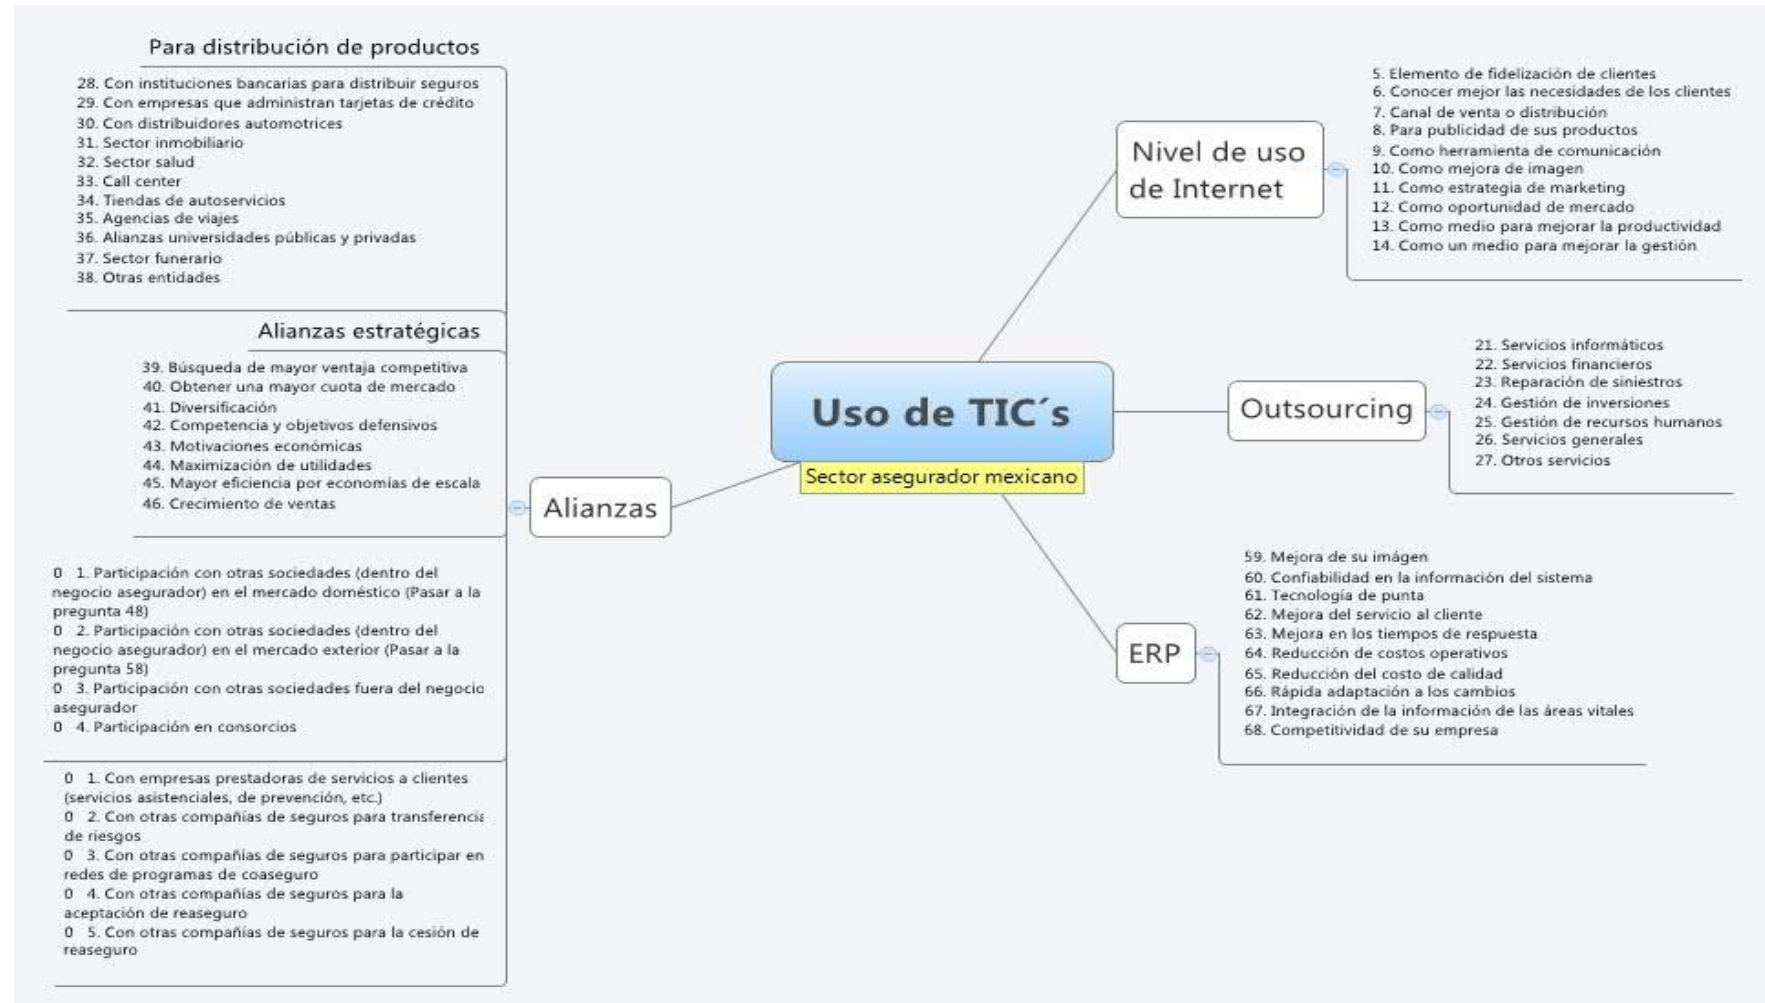 Para distribución de productos
28. Con instituciones bancarias para distribuir seguros
29. Con empresas que administran tarjetas de crédito
30. Con distribuidores automotrices
31. Sector inmobiliario
32. Sector salud
33. Call center
34. Tiendas de autoservicios
35. Agencias de viajes
36. Alianzas universidades públicas y privadas
37. Sector funerario
38. Otras entidades
Alianzas estratégicas
39. Búsqueda de mayor ventaja competitiva
40. Obtener una mayor cuota de mercado
41. Diversificación
42. Competencia y objetivos defensivos
43. Motivaciones económicas
44. Maximización de utilidades
45. Mayor eficiencia por economías de escala
46. Crecimiento de ventas
0 1. Participación con otras sociedades (dentro del
negocio asegurador) en el mercado doméstico (Pasar a la
pregunta 48)
0 2. Participación con otras sociedades (dentro del
negocio asegurador) en el mercado exterior (Pasar a la
pregunta 58)
0 3. Participación con otras sociedades fuera del negocio
asegurador
0 4. Participación en consorcios
0 1. Con empresas prestadoras de servicios a clientes
(servicios asistenciales, de prevención, etc.)
0 2. Con otras compañías de seguros para transferencia
de riesgos
0 3. Con otras compañías de seguros para participar en
redes de programas de coaseguro
0 4. Con otras compañías de seguros para la
aceptación de reaseguro
0 5. Con otras compañías de seguros para la cesión de
reaseguro
Alianzas
Uso de TIC´s
Sector asegurador mexicano
Nivel de uso
de Internet
5. Elemento de fidelización de clientes
6. Conocer mejor las necesidades de los clientes
7. Canal de venta o distribución
8. Para publicidad de sus productos
9. Como herramienta de comunicación
10. Como mejora de imagen
11. Como estrategia de marketing
12. Como oportunidad de mercado
13. Como medio para mejorar la productividad
14. Como un medio para mejorar la gestión
Outsourcing
21. Servicios informáticos
22. Servicios financieros
23. Reparación de siniestros
24. Gestión de inversiones
25. Gestión de recursos humanos
26. Servicios generales
27. Otros servicios
ERP
59. Mejora de su imágen
60. Confiabilidad en la información del sistema
61. Tecnología de punta
62. Mejora del servicio al cliente
63. Mejora en los tiempos de respuesta
64. Reducción de costos operativos
65. Reducción del costo de calidad
66. Rápida adaptación a los cambios
67. Integración de la información de las áreas vitales
68. Competitividad de su empresa